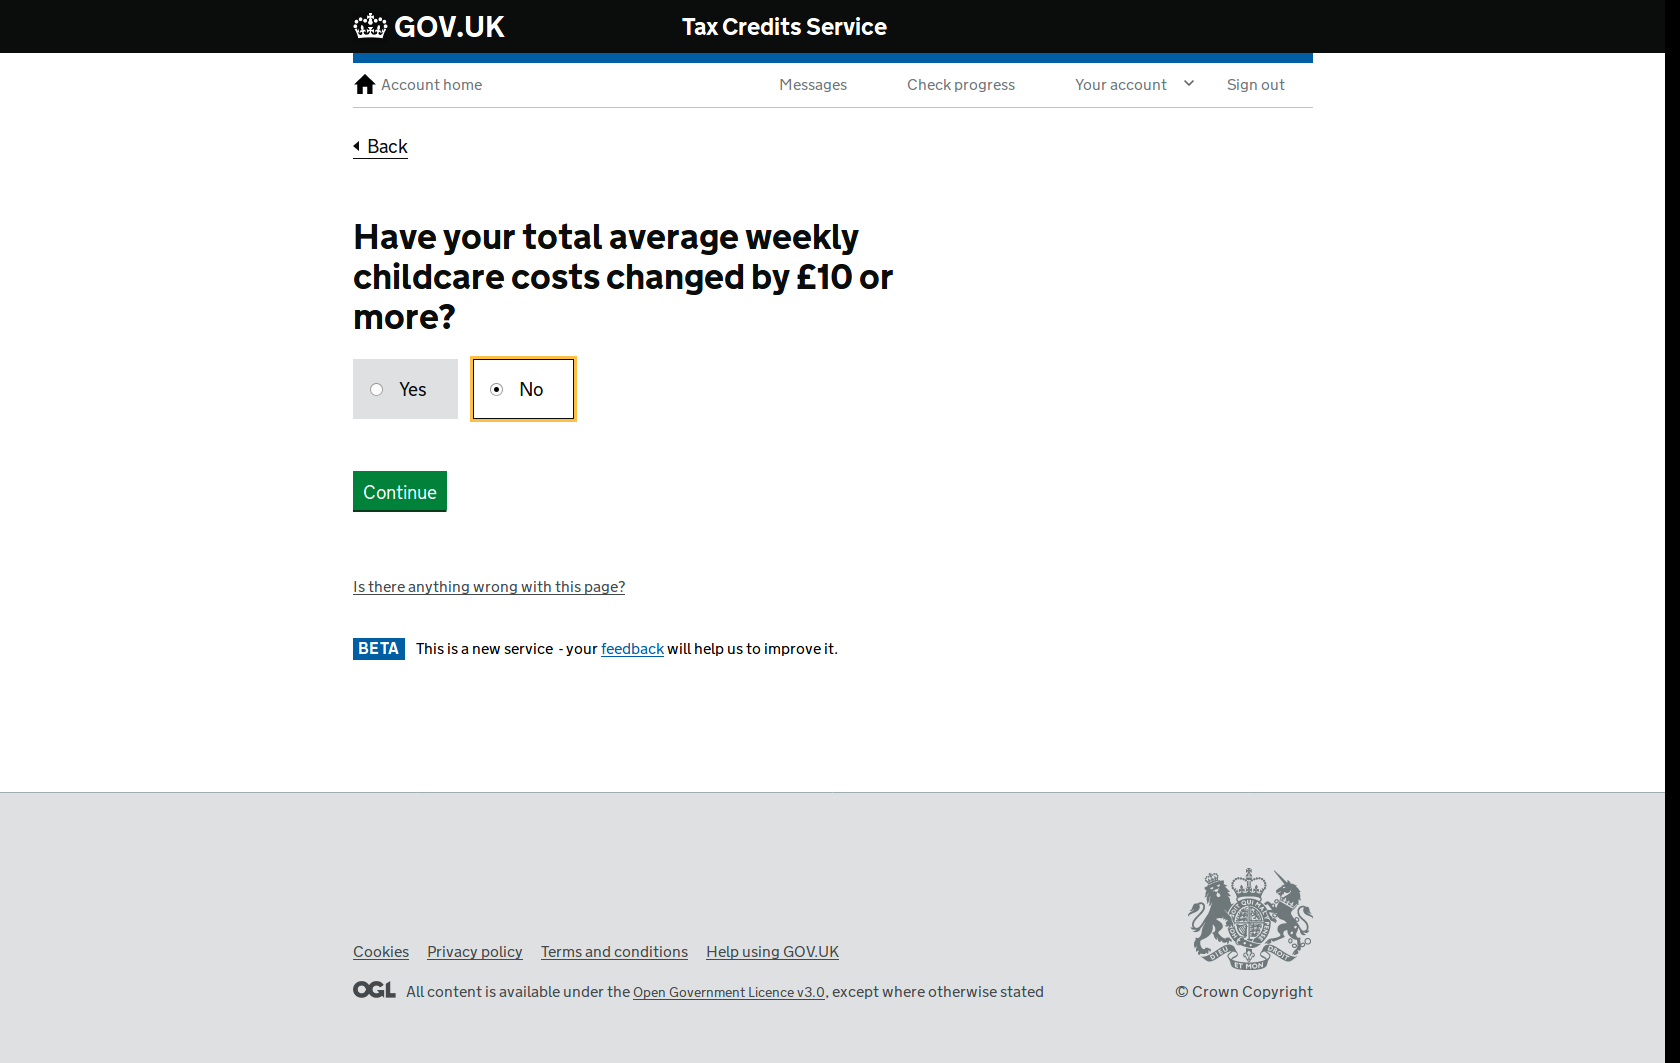 GOV.UK
Tax Credits Service
Account home
Messages
Check progress
Your account
Sign out
Back
Have your total average weekly
childcare costs changed by £10 or
more?
Yes
No
Continue
Is there anything wrong with this page?
BETA This is a new service - your feedback will help us to improve it.
Cookies
Privacy policy
Terms and conditions
Help using GOV.UK
OGL All content is available under the Open Government Licence v3.0, except where otherwise stated
© Crown Copyright